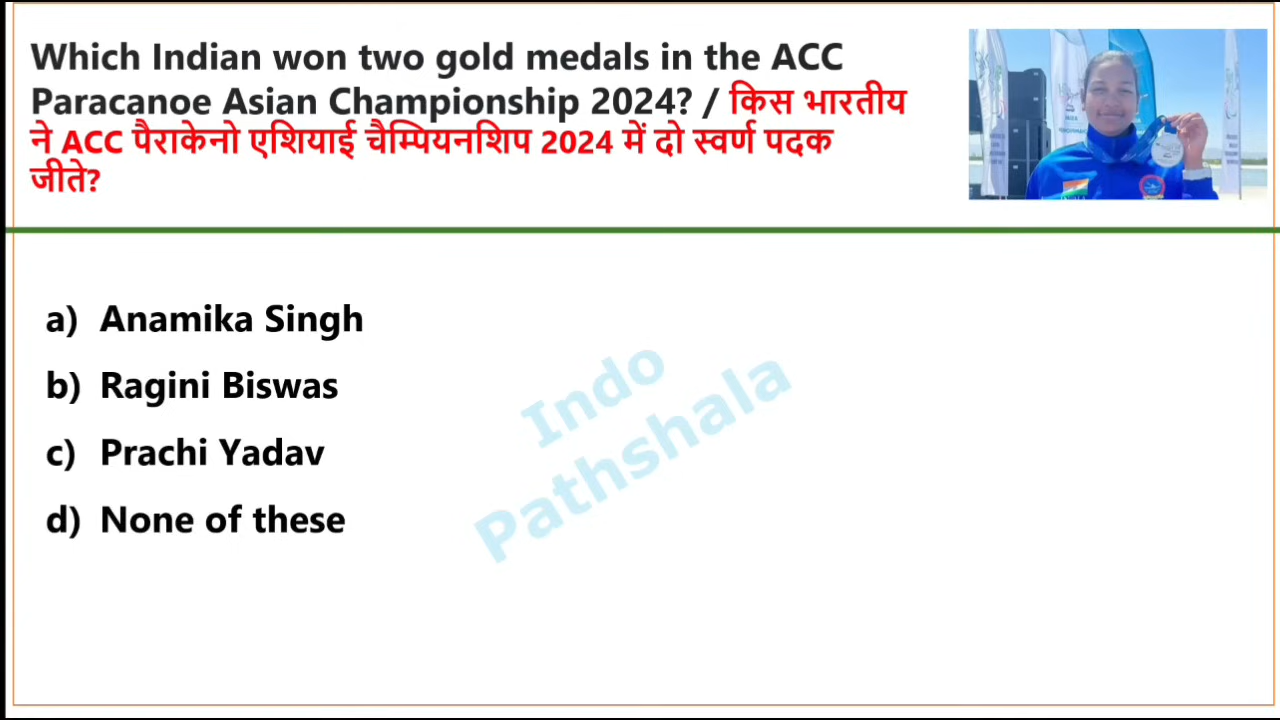 Which Indian won two gold medals in the ACC
Paracanoe Asian Championship 2024? / किस भारतीय
ने ACC पैराकेनो एशियाई चैम्पियनशिप 2024 में दो स्वर्ण पदक
जीते?
a) Anamika Singh
b) Ragini Biswas
c) Prachi Yadav
d) None of these
Indo
Pathshala